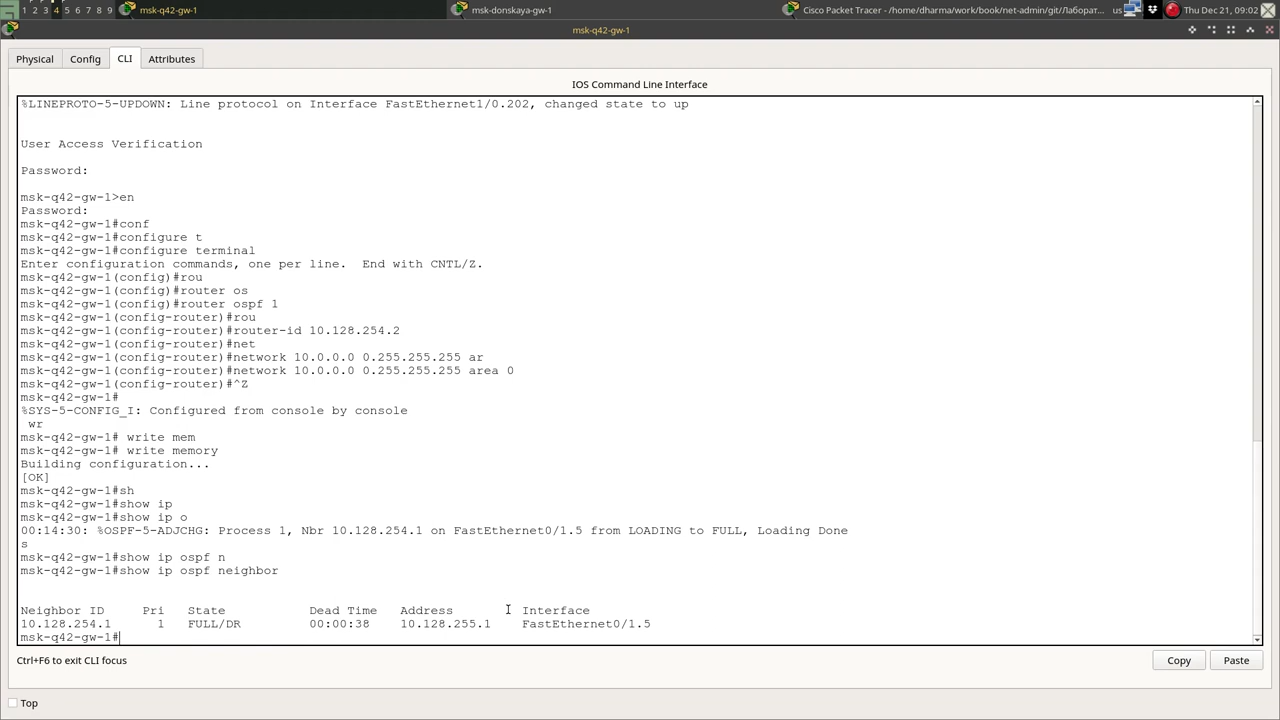 1 2 3 4 5 6 7 8 9 msk-q42-gw-1 msk-donskaya-gw-1 Cisco Packet Tracer - /home/dharma/work/book/net-admin/git/Лаборат... us Thu Dec 21, 09:02
msk-q42-gw-1
Physical Config CLI Attributes
IOS Command Line Interface
%LINEPROTO-5-UPDOWN: Line protocol on Interface FastEthernet1/0.202, changed state to up
User Access Verification
Password:
msk-q42-gw-1>en
Password:
msk-q42-gw-1#conf
msk-q42-gw-1#configure t
msk-q42-gw-1#configure terminal
Enter configuration commands, one per line.  End with CNTL/Z.
msk-q42-gw-1(config)#rou
msk-q42-gw-1(config)#router os
msk-q42-gw-1(config)#router ospf 1
msk-q42-gw-1(config-router)#rou
msk-q42-gw-1(config-router)#router-id 10.128.254.2
msk-q42-gw-1(config-router)#net
msk-q42-gw-1(config-router)#network 10.0.0.0 0.255.255.255 ar
msk-q42-gw-1(config-router)#network 10.0.0.0 0.255.255.255 area 0
msk-q42-gw-1(config-router)#^Z
msk-q42-gw-1#
%SYS-5-CONFIG_I: Configured from console by console
wr
msk-q42-gw-1# write mem
msk-q42-gw-1# write memory
Building configuration...
[OK]
msk-q42-gw-1#sh
msk-q42-gw-1#show ip
msk-q42-gw-1#show ip o
00:14:30: %OSPF-5-ADJCHG: Process 1, Nbr 10.128.254.1 on FastEthernet0/1.5 from LOADING to FULL, Loading Done
s
msk-q42-gw-1#show ip ospf n
msk-q42-gw-1#show ip ospf neighbor
Neighbor ID     Pri   State           Dead Time   Address         Interface
10.128.254.1      1   FULL/DR         00:00:38    10.128.255.1    FastEthernet0/1.5
msk-q42-gw-1#
Ctrl+F6 to exit CLI focus Copy Paste
Top